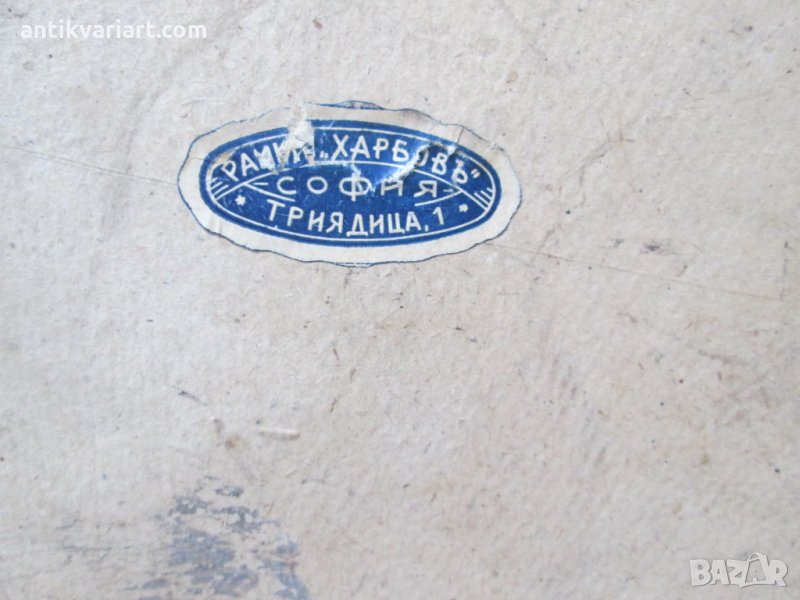 antikvariart.com
РАМКИ „ХАРБОВЪ"
СОФИЯ
ТРИЯДИЦА, 1
BAZAR